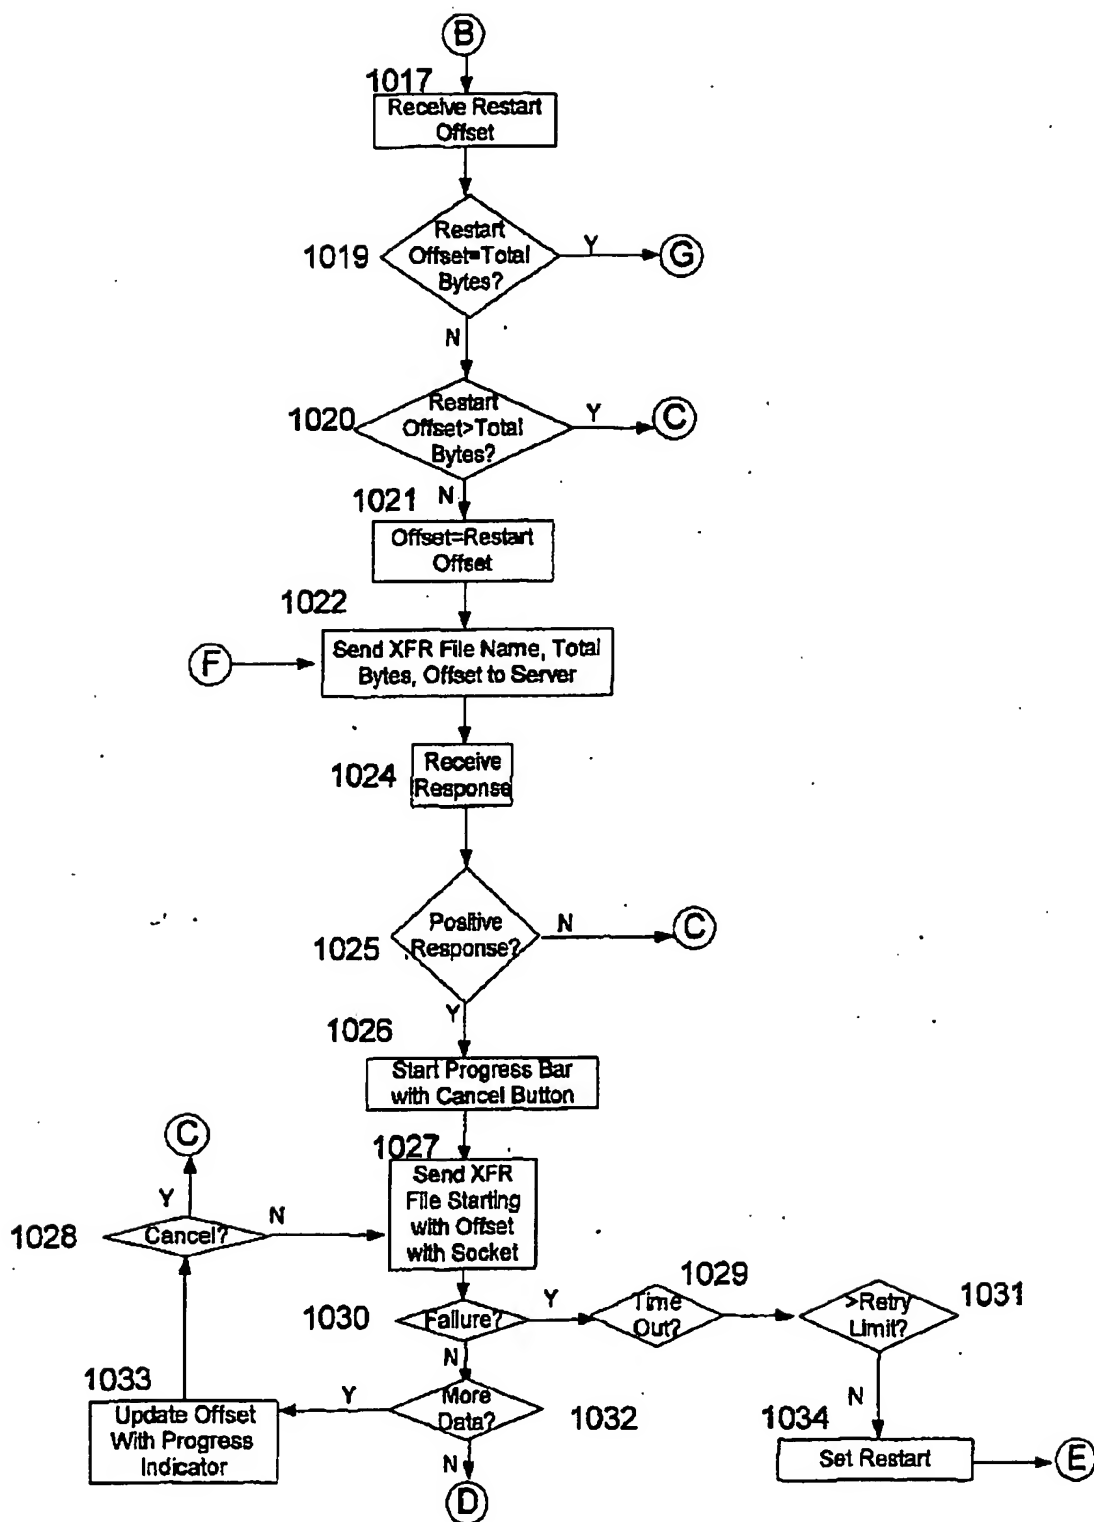 B
1017
Receive Restart
Offset
1019
Restart
Offset=Total
Bytes?
Y
G
N
1020
Restart
Offset>Total
Bytes?
Y
C
N
1021
Offset=Restart
Offset
1022
F
Send XFR File Name, Total
Bytes, Offset to Server
1024
Receive
Response
1025
Positive
Response?
N
C
Y
1026
Start Progress Bar
with Cancel Button
C
1027
Send XFR
File Starting
with Offset
with Socket
Y
1028
Cancel?
N
1030
Failure?
Y
1029
Time
Out?
1031
>Retry
Limit?
N
N
1033
Update Offset
With Progress
Indicator
Y
More
Data?
1032
1034
Set Restart
E
N
D